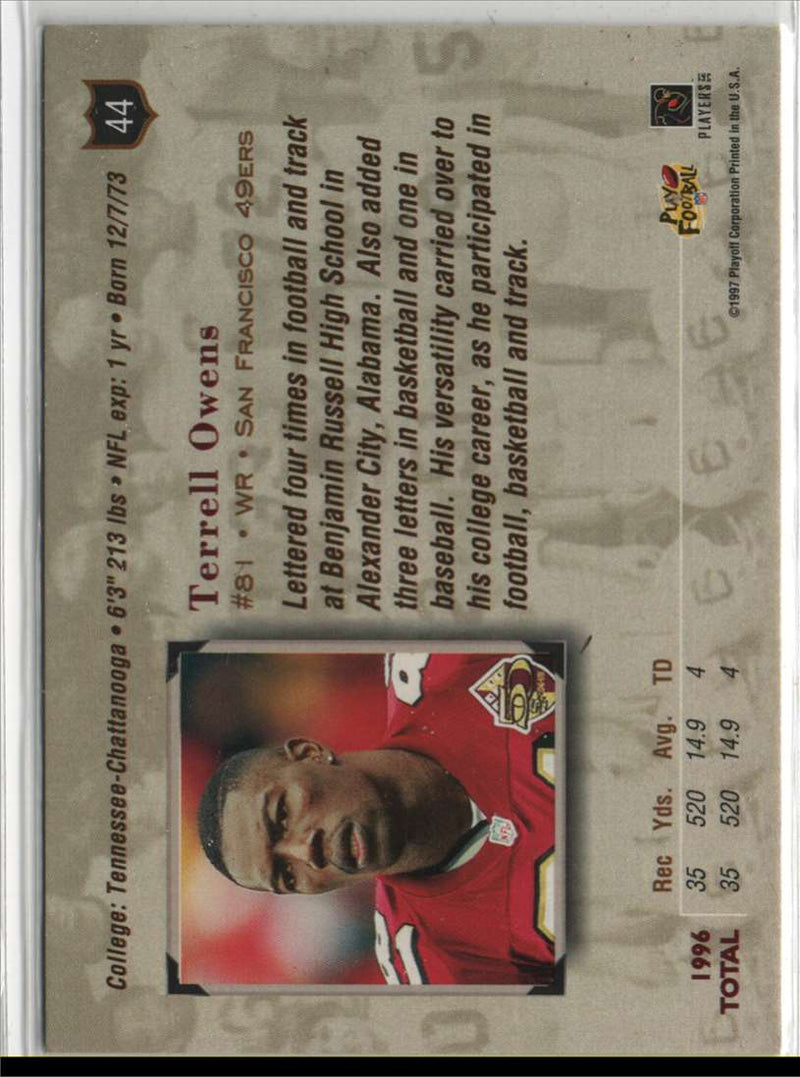 44
College: Tennessee-Chattanooga • 6'3" 213 lbs • NFL exp: 1 yr • Born 12/7/73
Terrell Owens
#81 • WR • SAN FRANCISCO 49ERS
Lettered four times in football and track
at Benjamin Russell High School in
Alexander City, Alabama. Also added
three letters in basketball and one in
baseball. His versatility carried over to
his college career, as he participated in
football, basketball and track.
Rec Yds. Avg. TD
1996 35 520 14.9 4
TOTAL 35 520 14.9 4
PLAY
FOOTBALL
PLAYERS
©1997 Playoff Corporation Printed in the U.S.A.
NFL